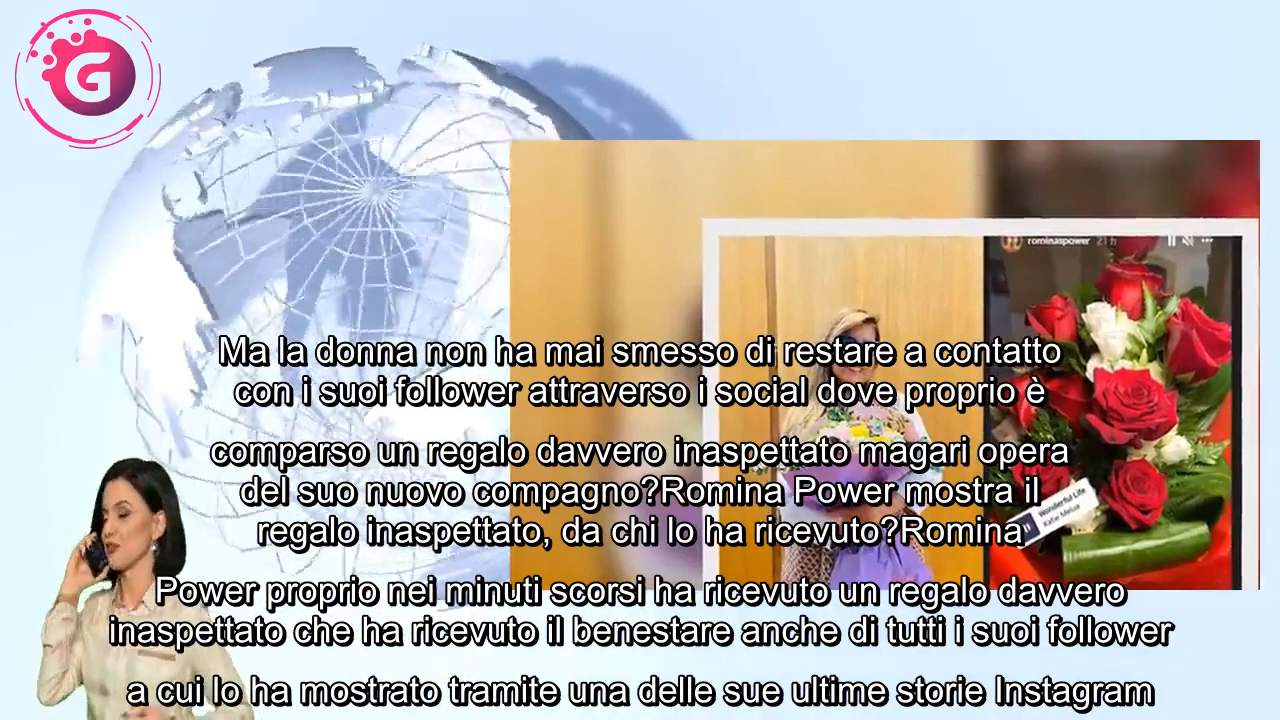 G
rominaspower 21 h
Ma la donna non ha mai smesso di restare a contatto
con i suoi follower attraverso i social dove proprio è
comparso un regalo davvero inaspettato magari opera
del suo nuovo compagno?Romina Power mostra il
regalo inaspettato, da chi lo ha ricevuto?Romina
Wonderful Life
Katie Melua
Power proprio nei minuti scorsi ha ricevuto un regalo davvero
inaspettato che ha ricevuto il benestare anche di tutti i suoi follower
a cui lo ha mostrato tramite una delle sue ultime storie Instagram